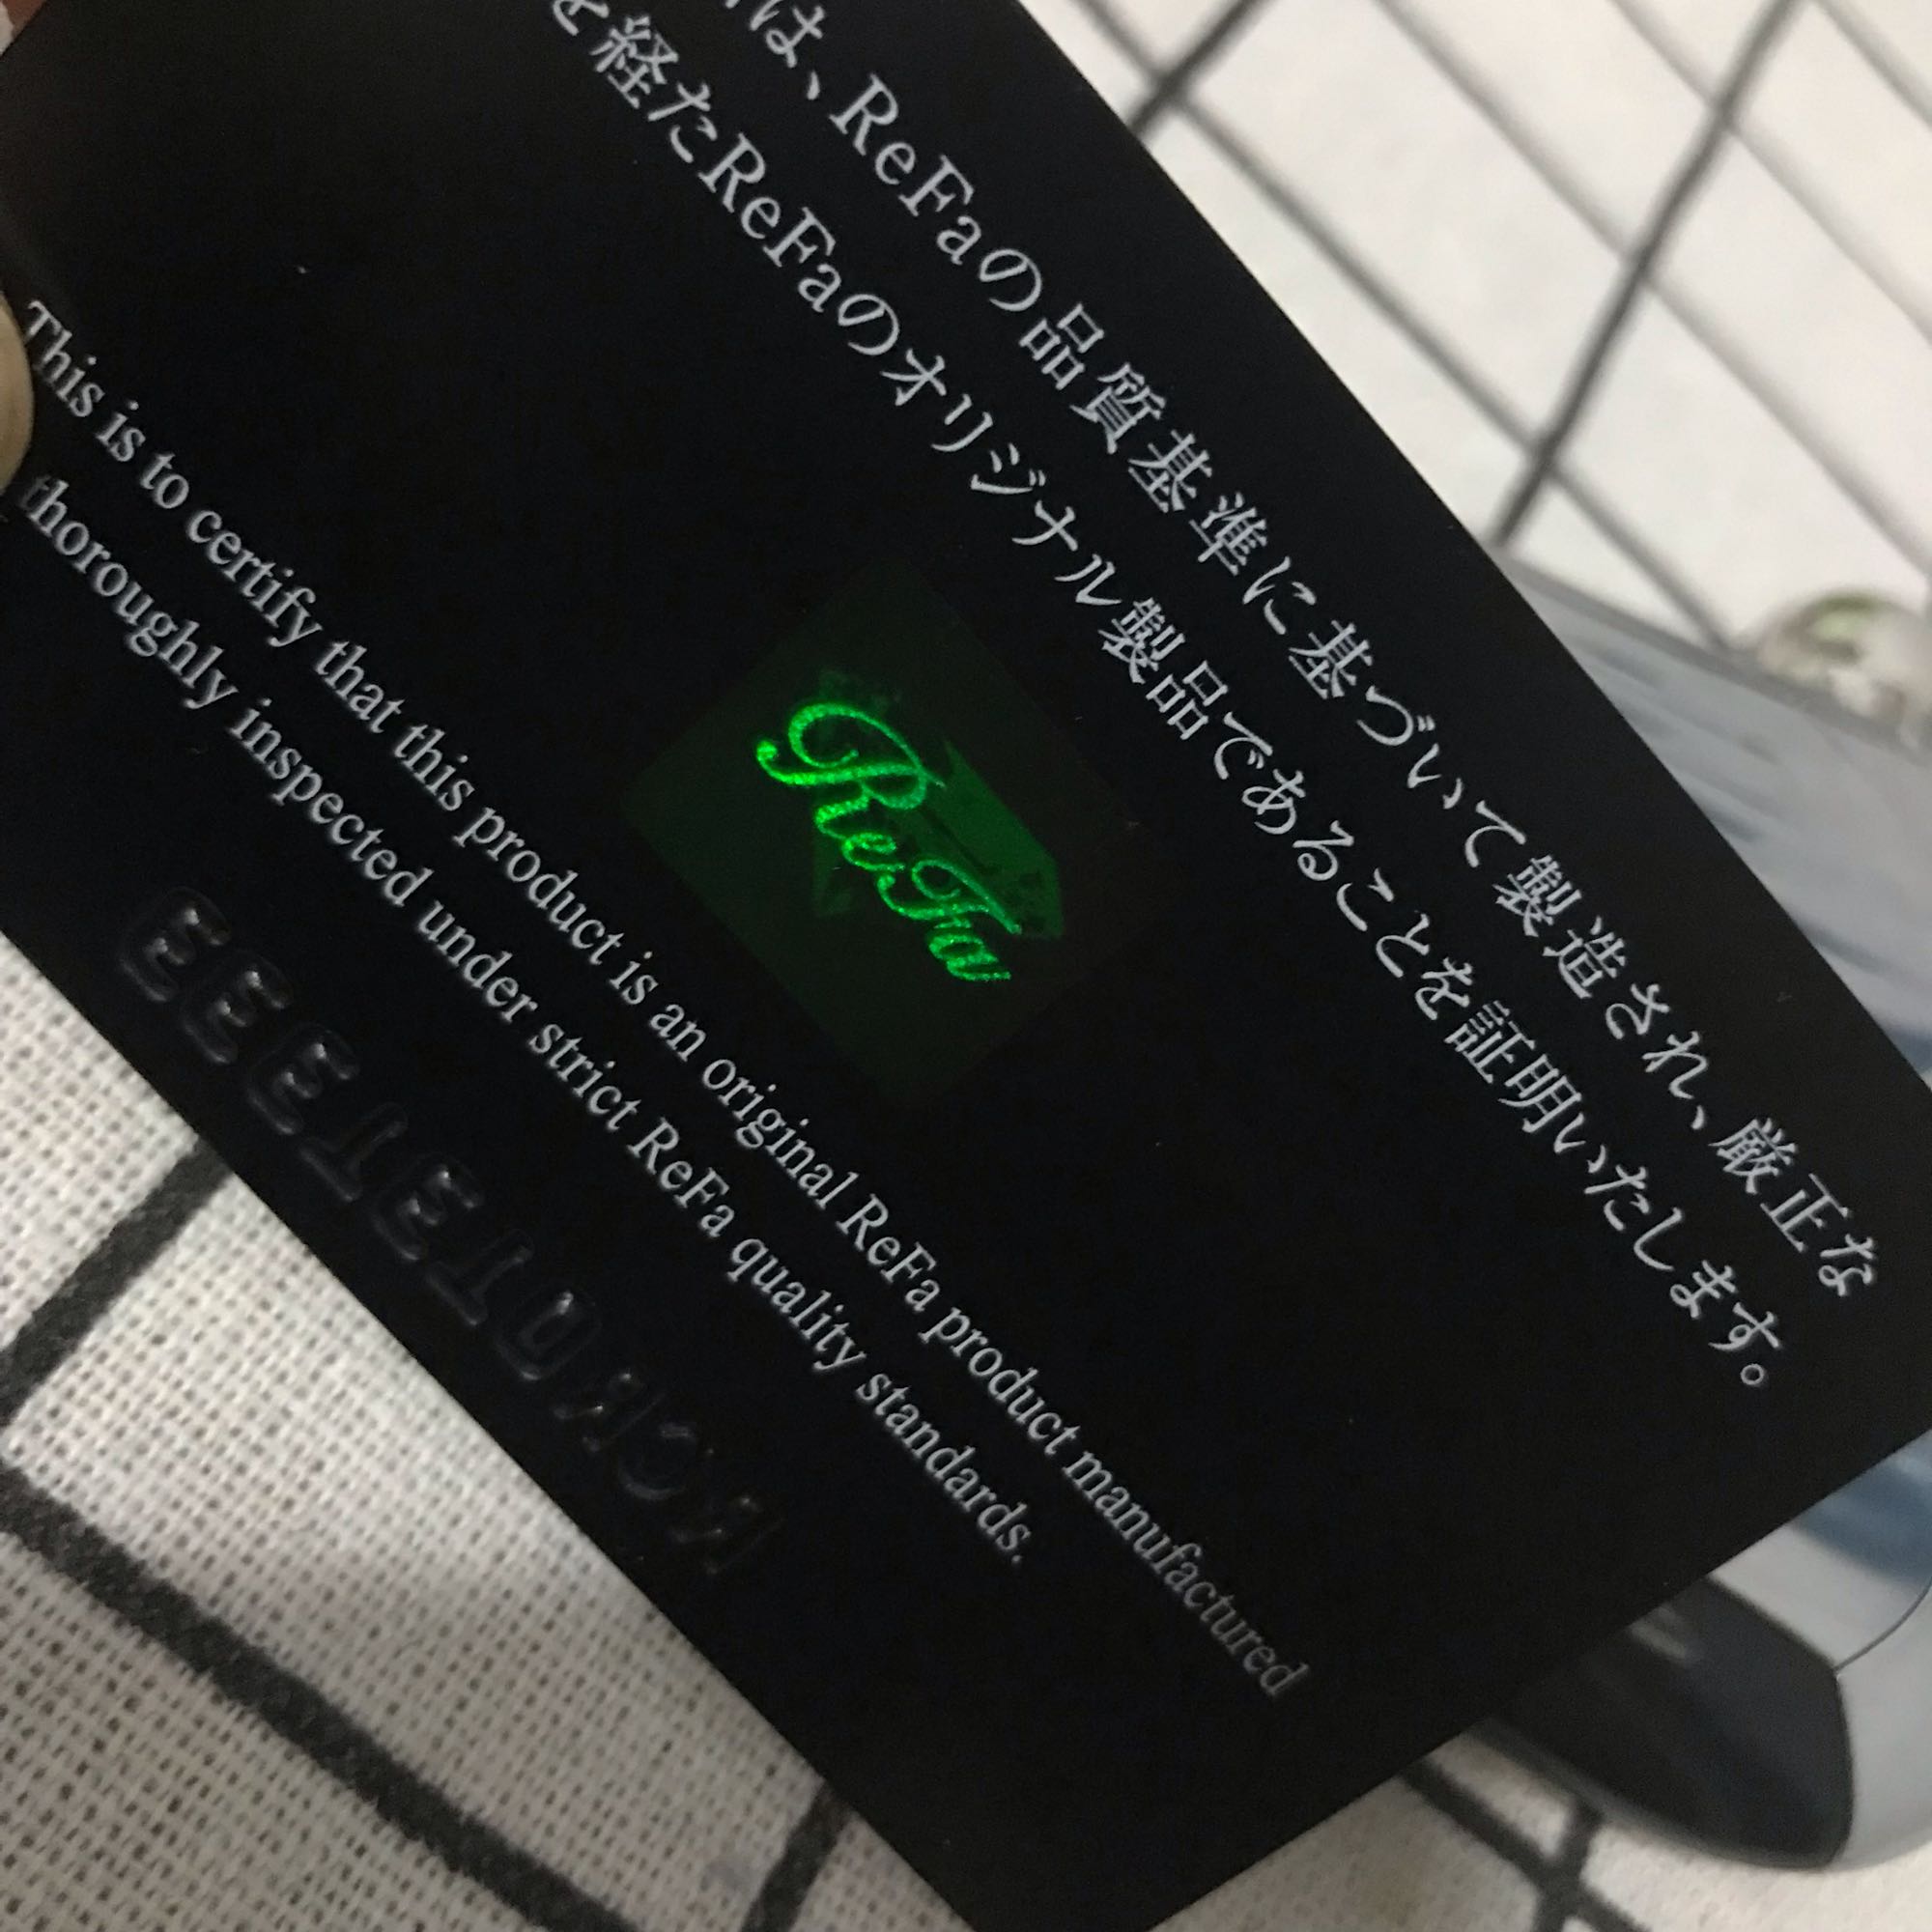 は、ReFaの品質基準に基づいて製造され、厳正な
を経たReFaのオリジナル製品であることを証明いたします。
ReFa
This is to certify that this product is an original ReFa product manufactured
thoroughly inspected under strict ReFa quality standards.